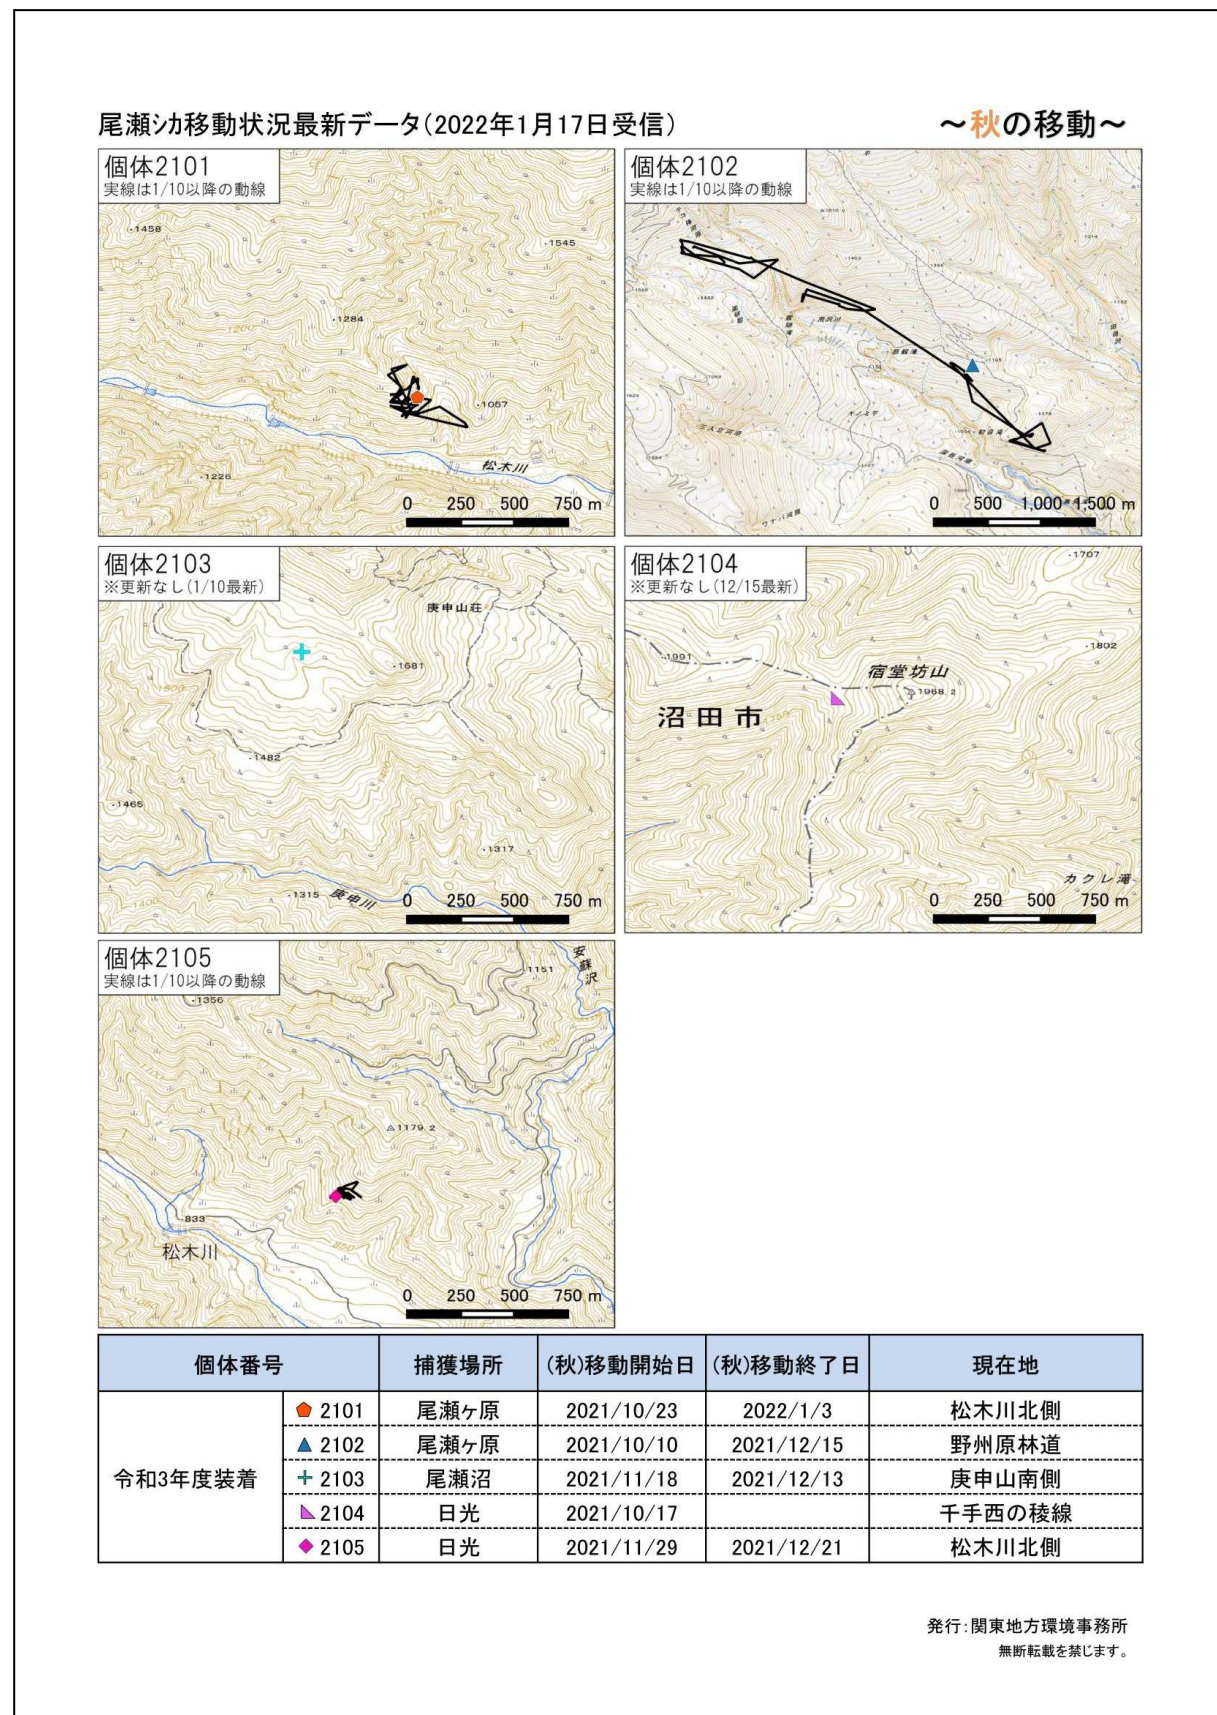 尾瀬シカ移動状況最新データ(2022年1月17日受信)
～秋の移動～
個体2101
実線は1/10以降の動線
1458
1400
1545
1284
1200
1057
1226
松木川
0 250 500 750 m
個体2102
実線は1/10以降の動線
0 500 1,000 1,500 m
個体2103
※更新なし(1/10最新)
庚申山荘
1681
1500
1482
1465
1317
1315
1400
庚申川
0 250 500 750 m
個体2104
※更新なし(12/15最新)
1707
1991
1802
宿堂坊山
1968.2
沼田市
カクレ滝
0 250 500 750 m
個体2105
実線は1/10以降の動線
1356
1151
安蘇沢
1179.2
833
松木川
0 250 500 750 m
個体番号 捕獲場所 (秋)移動開始日 (秋)移動終了日 現在地
令和3年度装着
2101 尾瀬ヶ原 2021/10/23 2022/1/3 松木川北側
2102 尾瀬ヶ原 2021/10/10 2021/12/15 野州原林道
2103 尾瀬沼 2021/11/18 2021/12/13 庚申山南側
2104 日光 2021/10/17 千手西の稜線
2105 日光 2021/11/29 2021/12/21 松木川北側
発行:関東地方環境事務所
無断転載を禁じます。